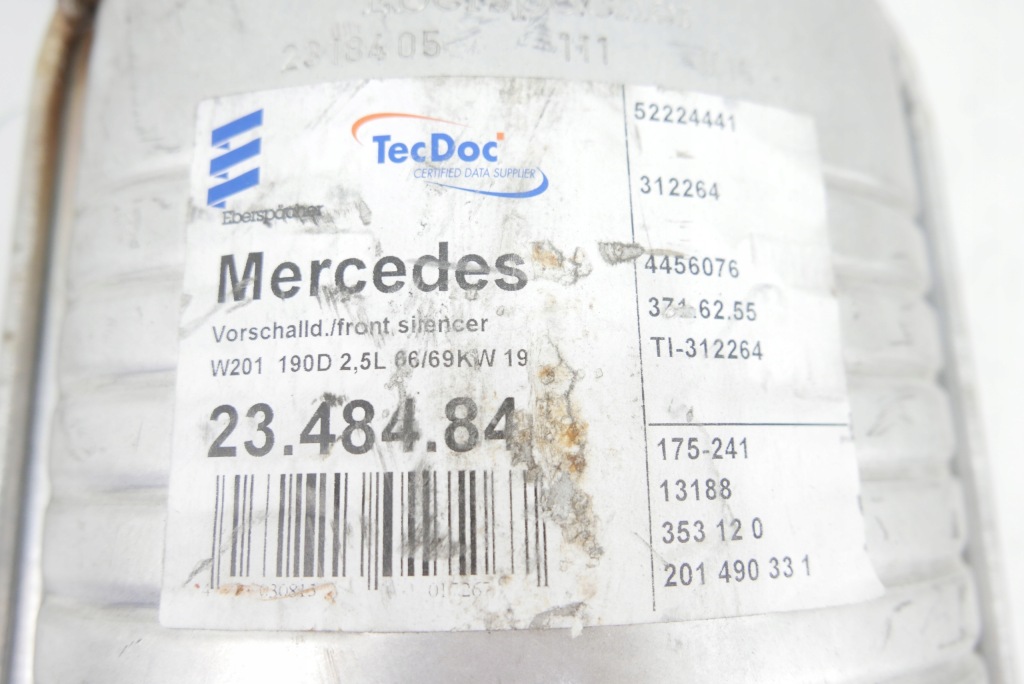 111
Eberspächer
TecDoc
CERTIFIED DATA SUPPLIER
Mercedes
Vorschalld./front silencer
W201 190D 2,5L 66/69KW 19
23.484.84
52224441
312264
4456076
TI-312264
175-241
13188
353 12 0
201 490 33 1